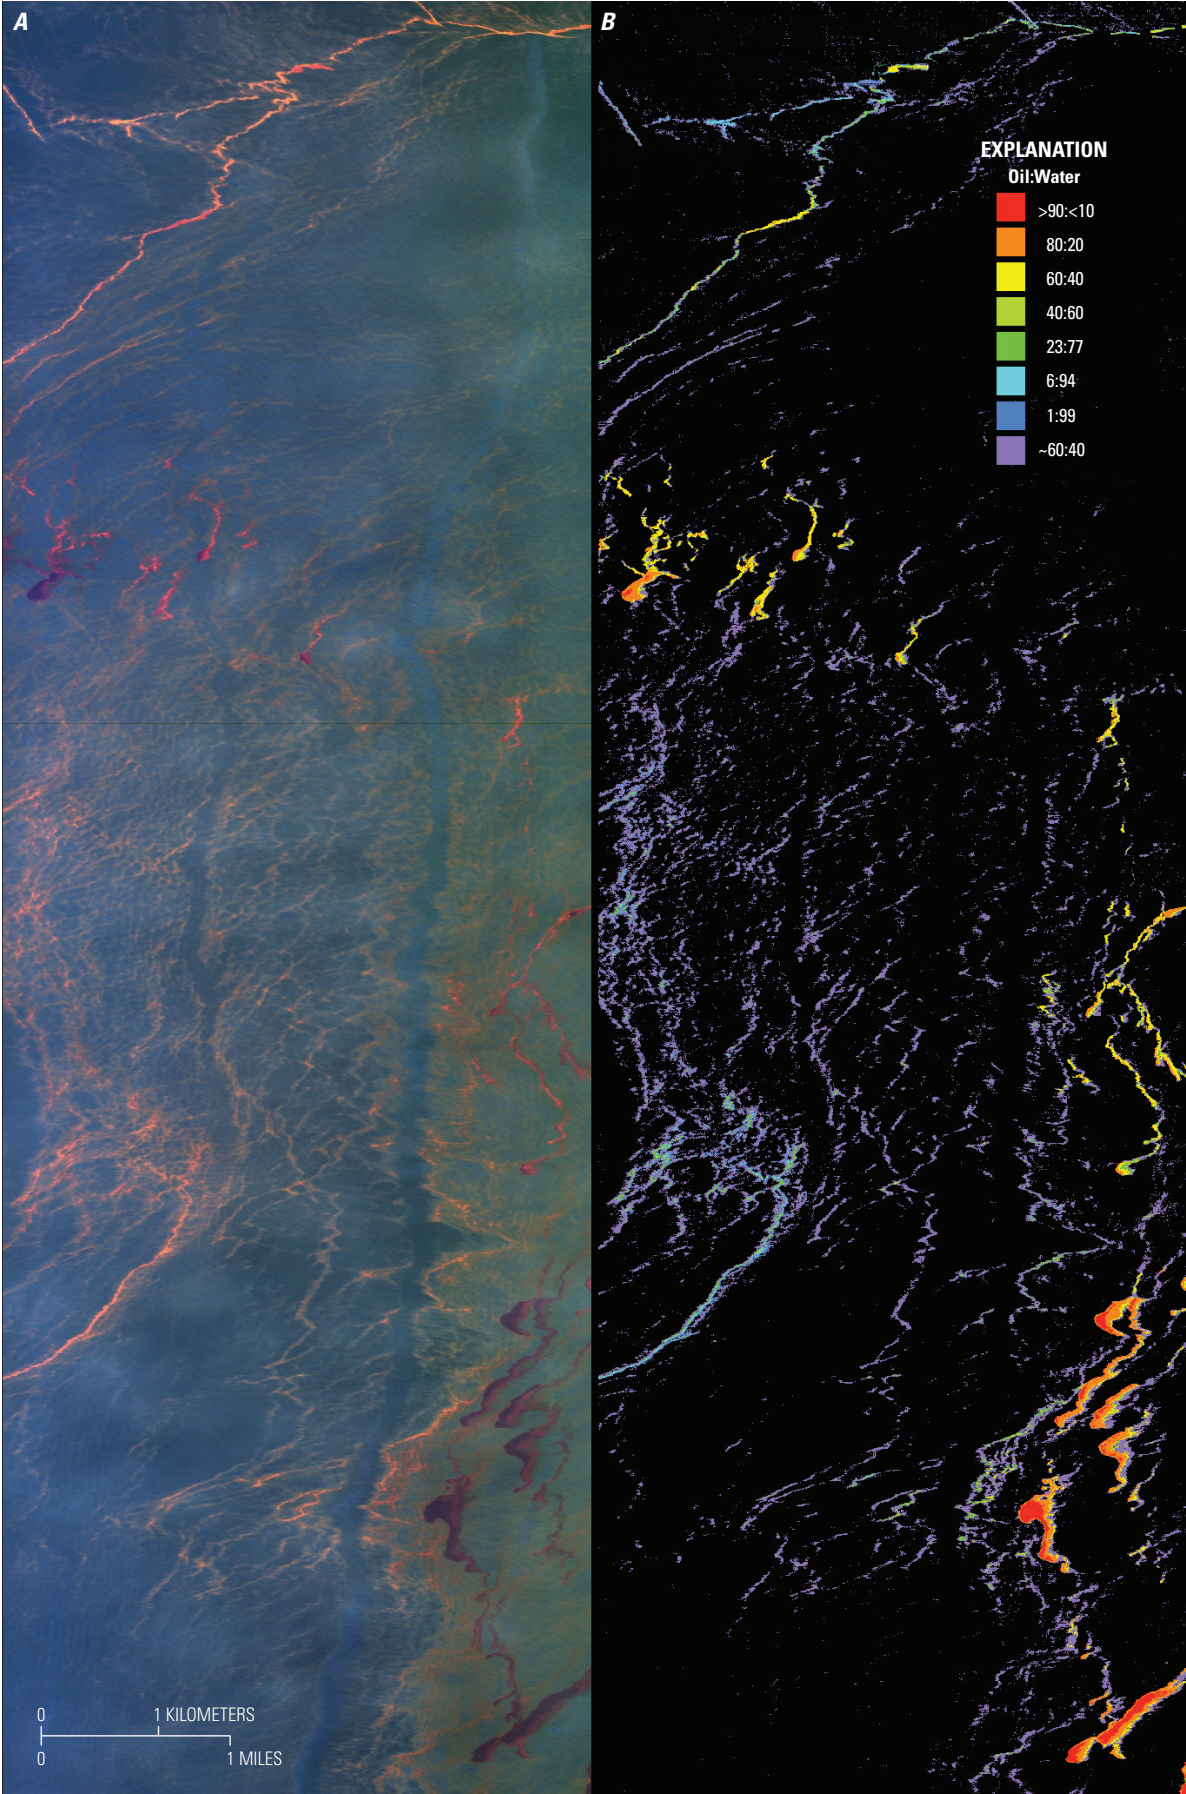 A
B
EXPLANATION
Oil:Water
>90:<10
80:20
60:40
40:60
23:77
6:94
1:99
~60:40
0 1 KILOMETERS
0 1 MILES